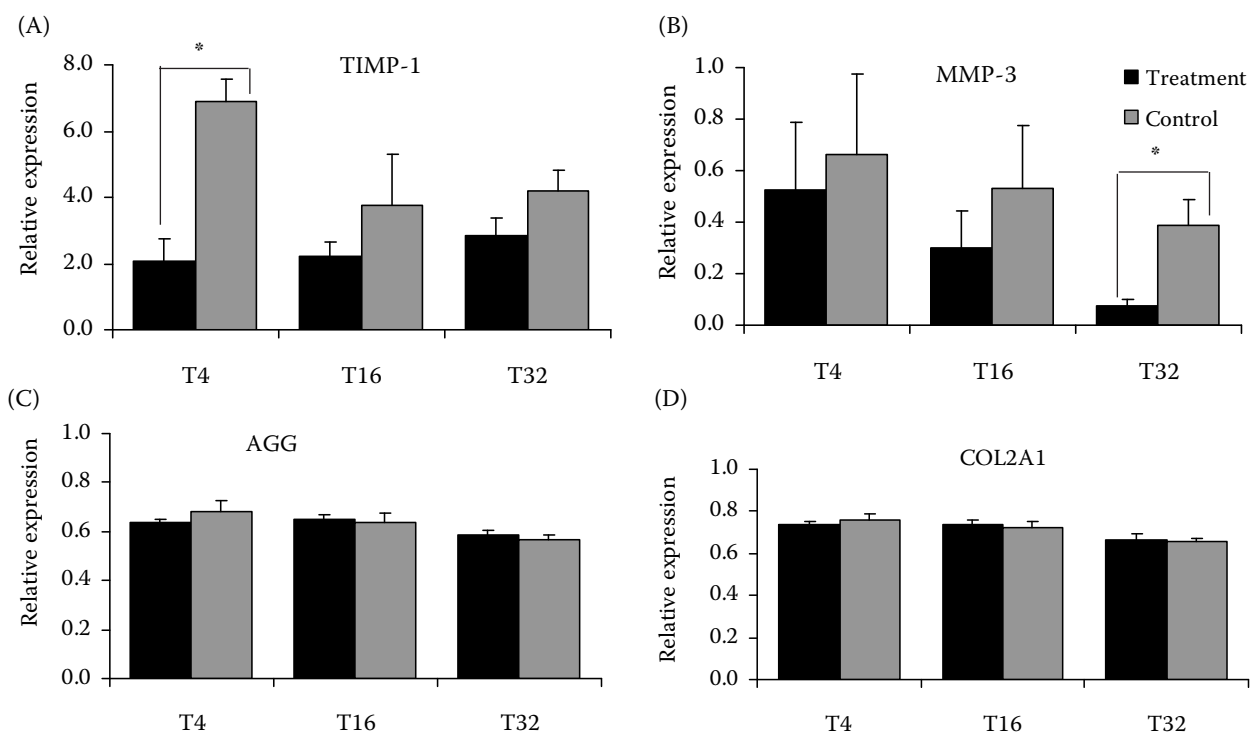 (A)
*
TIMP-1
Relative expression
8.0
6.0
4.0
2.0
0.0
T4 T16 T32
(B)
MMP-3
Treatment
Control
*
Relative expression
1.0
0.8
0.6
0.4
0.2
0.0
T4 T16 T32
(C)
AGG
Relative expression
1.0
0.8
0.6
0.4
0.2
0.0
T4 T16 T32
(D)
COL2A1
Relative expression
1.0
0.8
0.6
0.4
0.2
0.0
T4 T16 T32